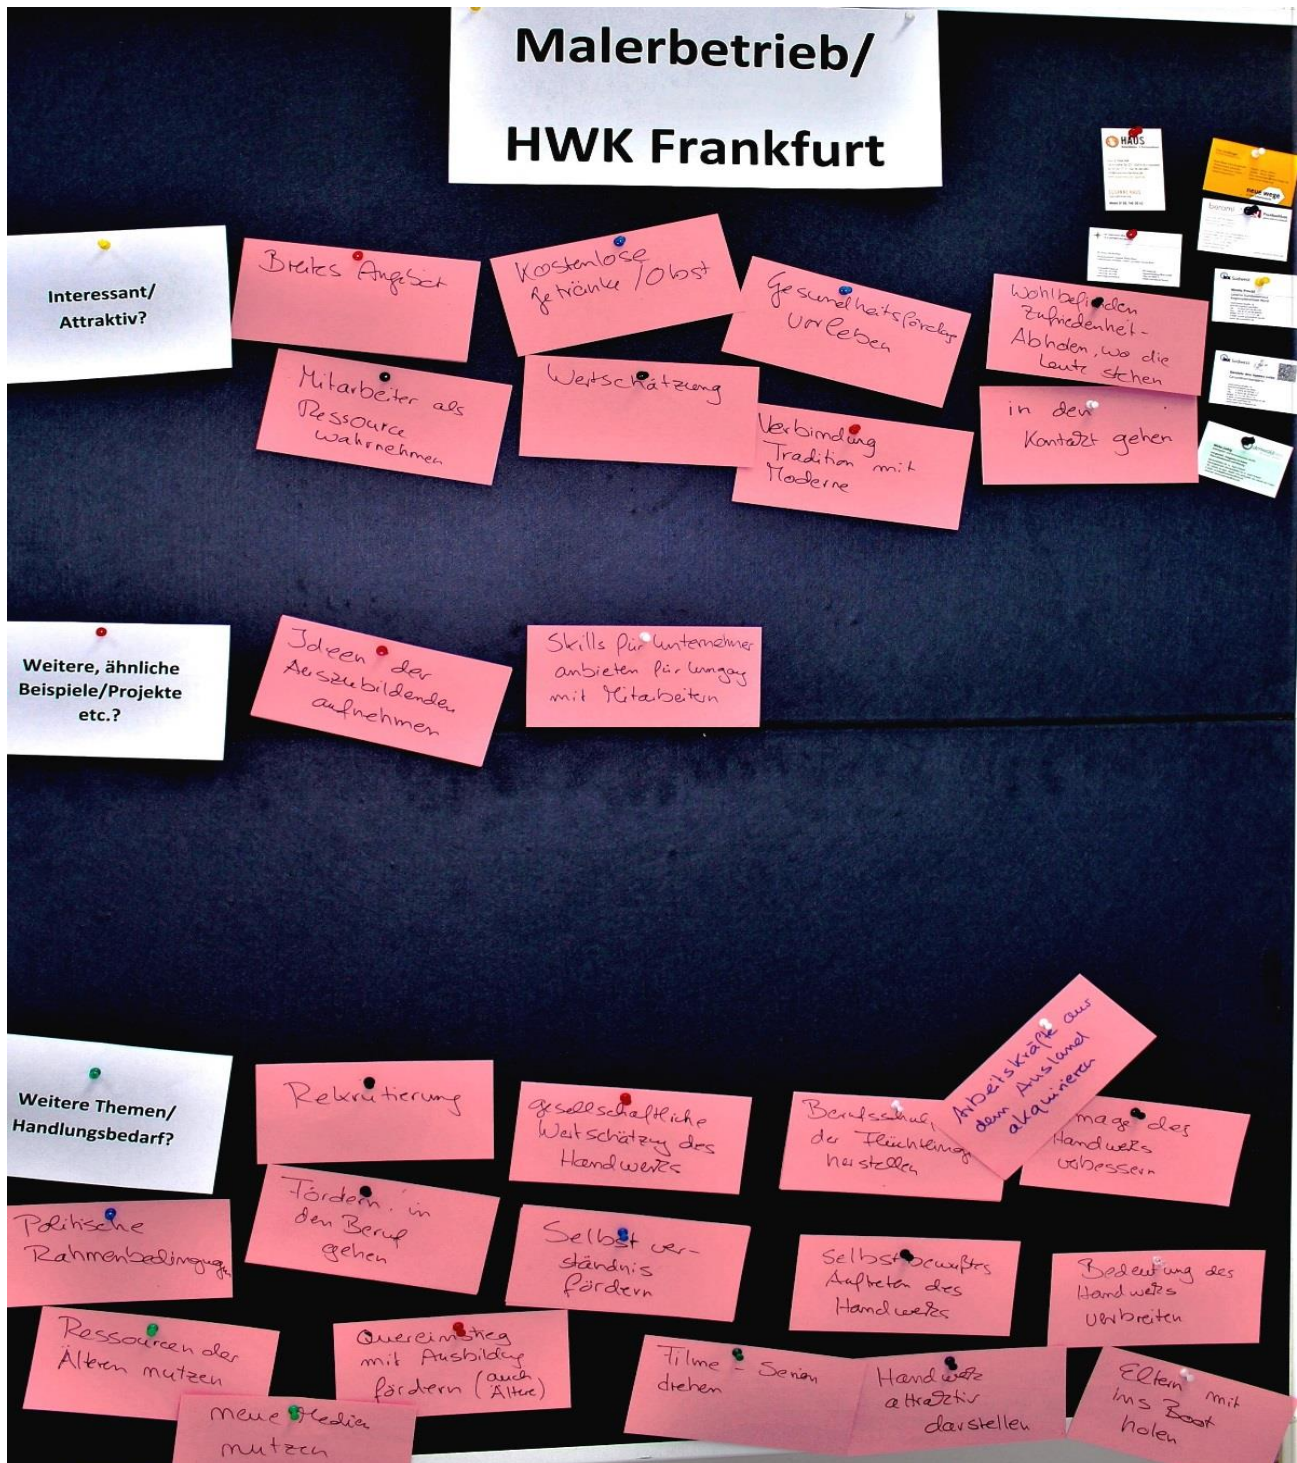 Malerbetrieb/
HWK Frankfurt
HAUS
neue wege
Interessant/
Attraktiv?
Breites Angebot
Kostenlose
Getränke/Obst
Gesundheitsförderung
vorleben
Wohlbefinden
Zufriedenheit-
Abholen, wo die
Leute stehen
Mitarbeiter als
Ressource
wahrnehmen
Wertschätzung
Verbindung
Tradition mit
Moderne
in den
Kontakt gehen
Weitere, ähnliche
Beispiele/Projekte
etc.?
Ideen der
Auszubildenden
aufnehmen
Skills für Unternehmer
anbieten für Umgang
mit Mitarbeitern
Weitere Themen/
Handlungsbedarf?
Rekrutierung
gesellschaftliche
Wertschätzung des
Handwerks
Berufsschul
der Flüchtlinge
herstellen
Arbeitskräfte aus
dem Ausland
akquirieren
mage des
Handwerks
verbessern
Politische
Rahmenbedingungen
Fördern, in
den Beruf
gehen
Selbstver-
ständnis
fördern
Selbstbewußtes
Auftreten des
Handwerks
Bedeutung des
Handwerks
verbreiten
Ressourcen der
Älteren nutzen
Quereinstieg
mit Ausbildung
fördern (auch
Ältere)
neue Medien
nutzen
Filme - Serien
drehen
Handwerk
attraktiv
darstellen
Eltern mit
ins Boot
holen